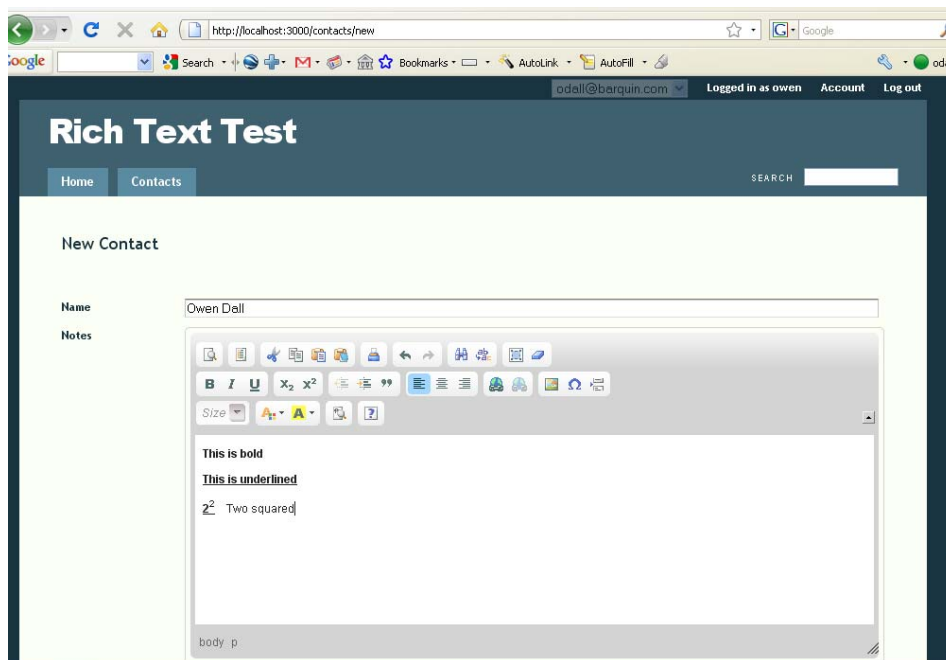 http://localhost:3000/contacts/new
G Google
Google Search Bookmarks AutoLink AutoFill
odall@barquin.com Logged in as owen Account Log out
Rich Text Test
Home Contacts SEARCH
New Contact
Name Owen Dall
Notes
B I U X₂ X² Ω
Size A A ?
This is bold
This is underlined
2² Two squared
body p